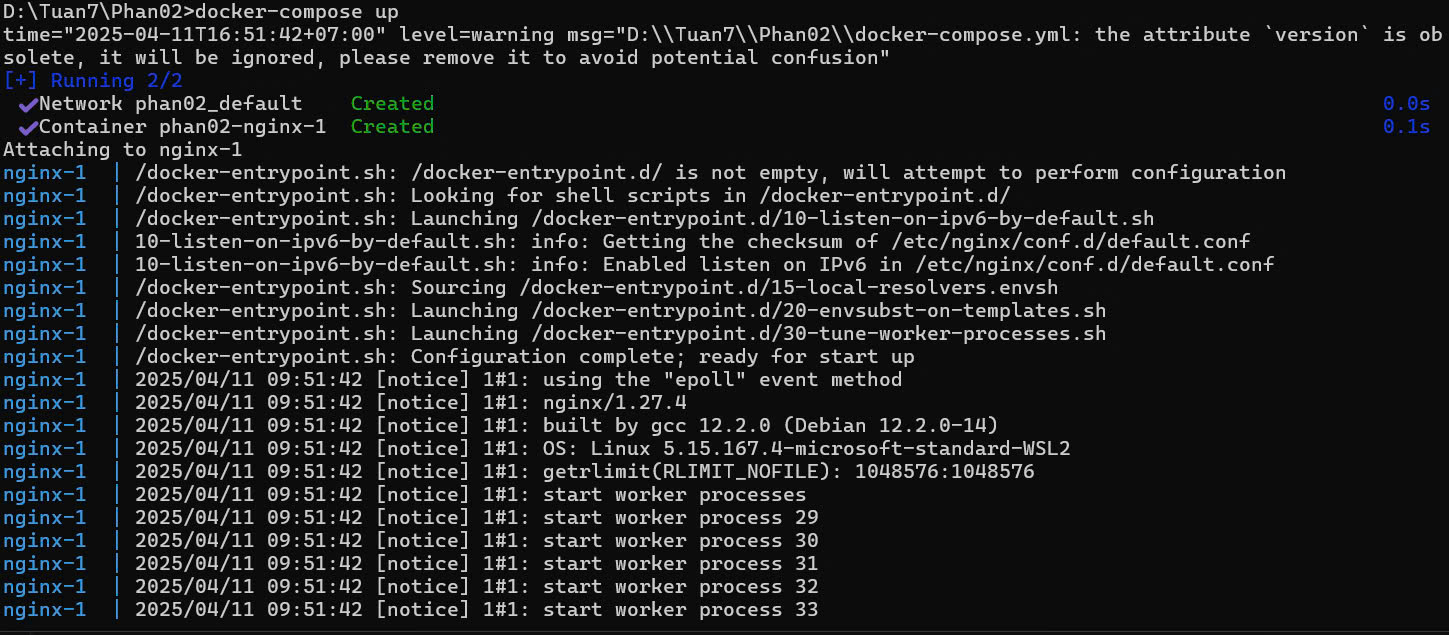 D:\Tuan7\Phan02>docker-compose up
time="2025-04-11T16:51:42+07:00" level=warning msg="D:\\Tuan7\\Phan02\\docker-compose.yml: the attribute `version` is ob
solete, it will be ignored, please remove it to avoid potential confusion"
[+] Running 2/2
✔Network phan02_default    Created    0.0s
✔Container phan02-nginx-1  Created    0.1s
Attaching to nginx-1
nginx-1  | /docker-entrypoint.sh: /docker-entrypoint.d/ is not empty, will attempt to perform configuration
nginx-1  | /docker-entrypoint.sh: Looking for shell scripts in /docker-entrypoint.d/
nginx-1  | /docker-entrypoint.sh: Launching /docker-entrypoint.d/10-listen-on-ipv6-by-default.sh
nginx-1  | 10-listen-on-ipv6-by-default.sh: info: Getting the checksum of /etc/nginx/conf.d/default.conf
nginx-1  | 10-listen-on-ipv6-by-default.sh: info: Enabled listen on IPv6 in /etc/nginx/conf.d/default.conf
nginx-1  | /docker-entrypoint.sh: Sourcing /docker-entrypoint.d/15-local-resolvers.envsh
nginx-1  | /docker-entrypoint.sh: Launching /docker-entrypoint.d/20-envsubst-on-templates.sh
nginx-1  | /docker-entrypoint.sh: Launching /docker-entrypoint.d/30-tune-worker-processes.sh
nginx-1  | /docker-entrypoint.sh: Configuration complete; ready for start up
nginx-1  | 2025/04/11 09:51:42 [notice] 1#1: using the "epoll" event method
nginx-1  | 2025/04/11 09:51:42 [notice] 1#1: nginx/1.27.4
nginx-1  | 2025/04/11 09:51:42 [notice] 1#1: built by gcc 12.2.0 (Debian 12.2.0-14)
nginx-1  | 2025/04/11 09:51:42 [notice] 1#1: OS: Linux 5.15.167.4-microsoft-standard-WSL2
nginx-1  | 2025/04/11 09:51:42 [notice] 1#1: getrlimit(RLIMIT_NOFILE): 1048576:1048576
nginx-1  | 2025/04/11 09:51:42 [notice] 1#1: start worker processes
nginx-1  | 2025/04/11 09:51:42 [notice] 1#1: start worker process 29
nginx-1  | 2025/04/11 09:51:42 [notice] 1#1: start worker process 30
nginx-1  | 2025/04/11 09:51:42 [notice] 1#1: start worker process 31
nginx-1  | 2025/04/11 09:51:42 [notice] 1#1: start worker process 32
nginx-1  | 2025/04/11 09:51:42 [notice] 1#1: start worker process 33